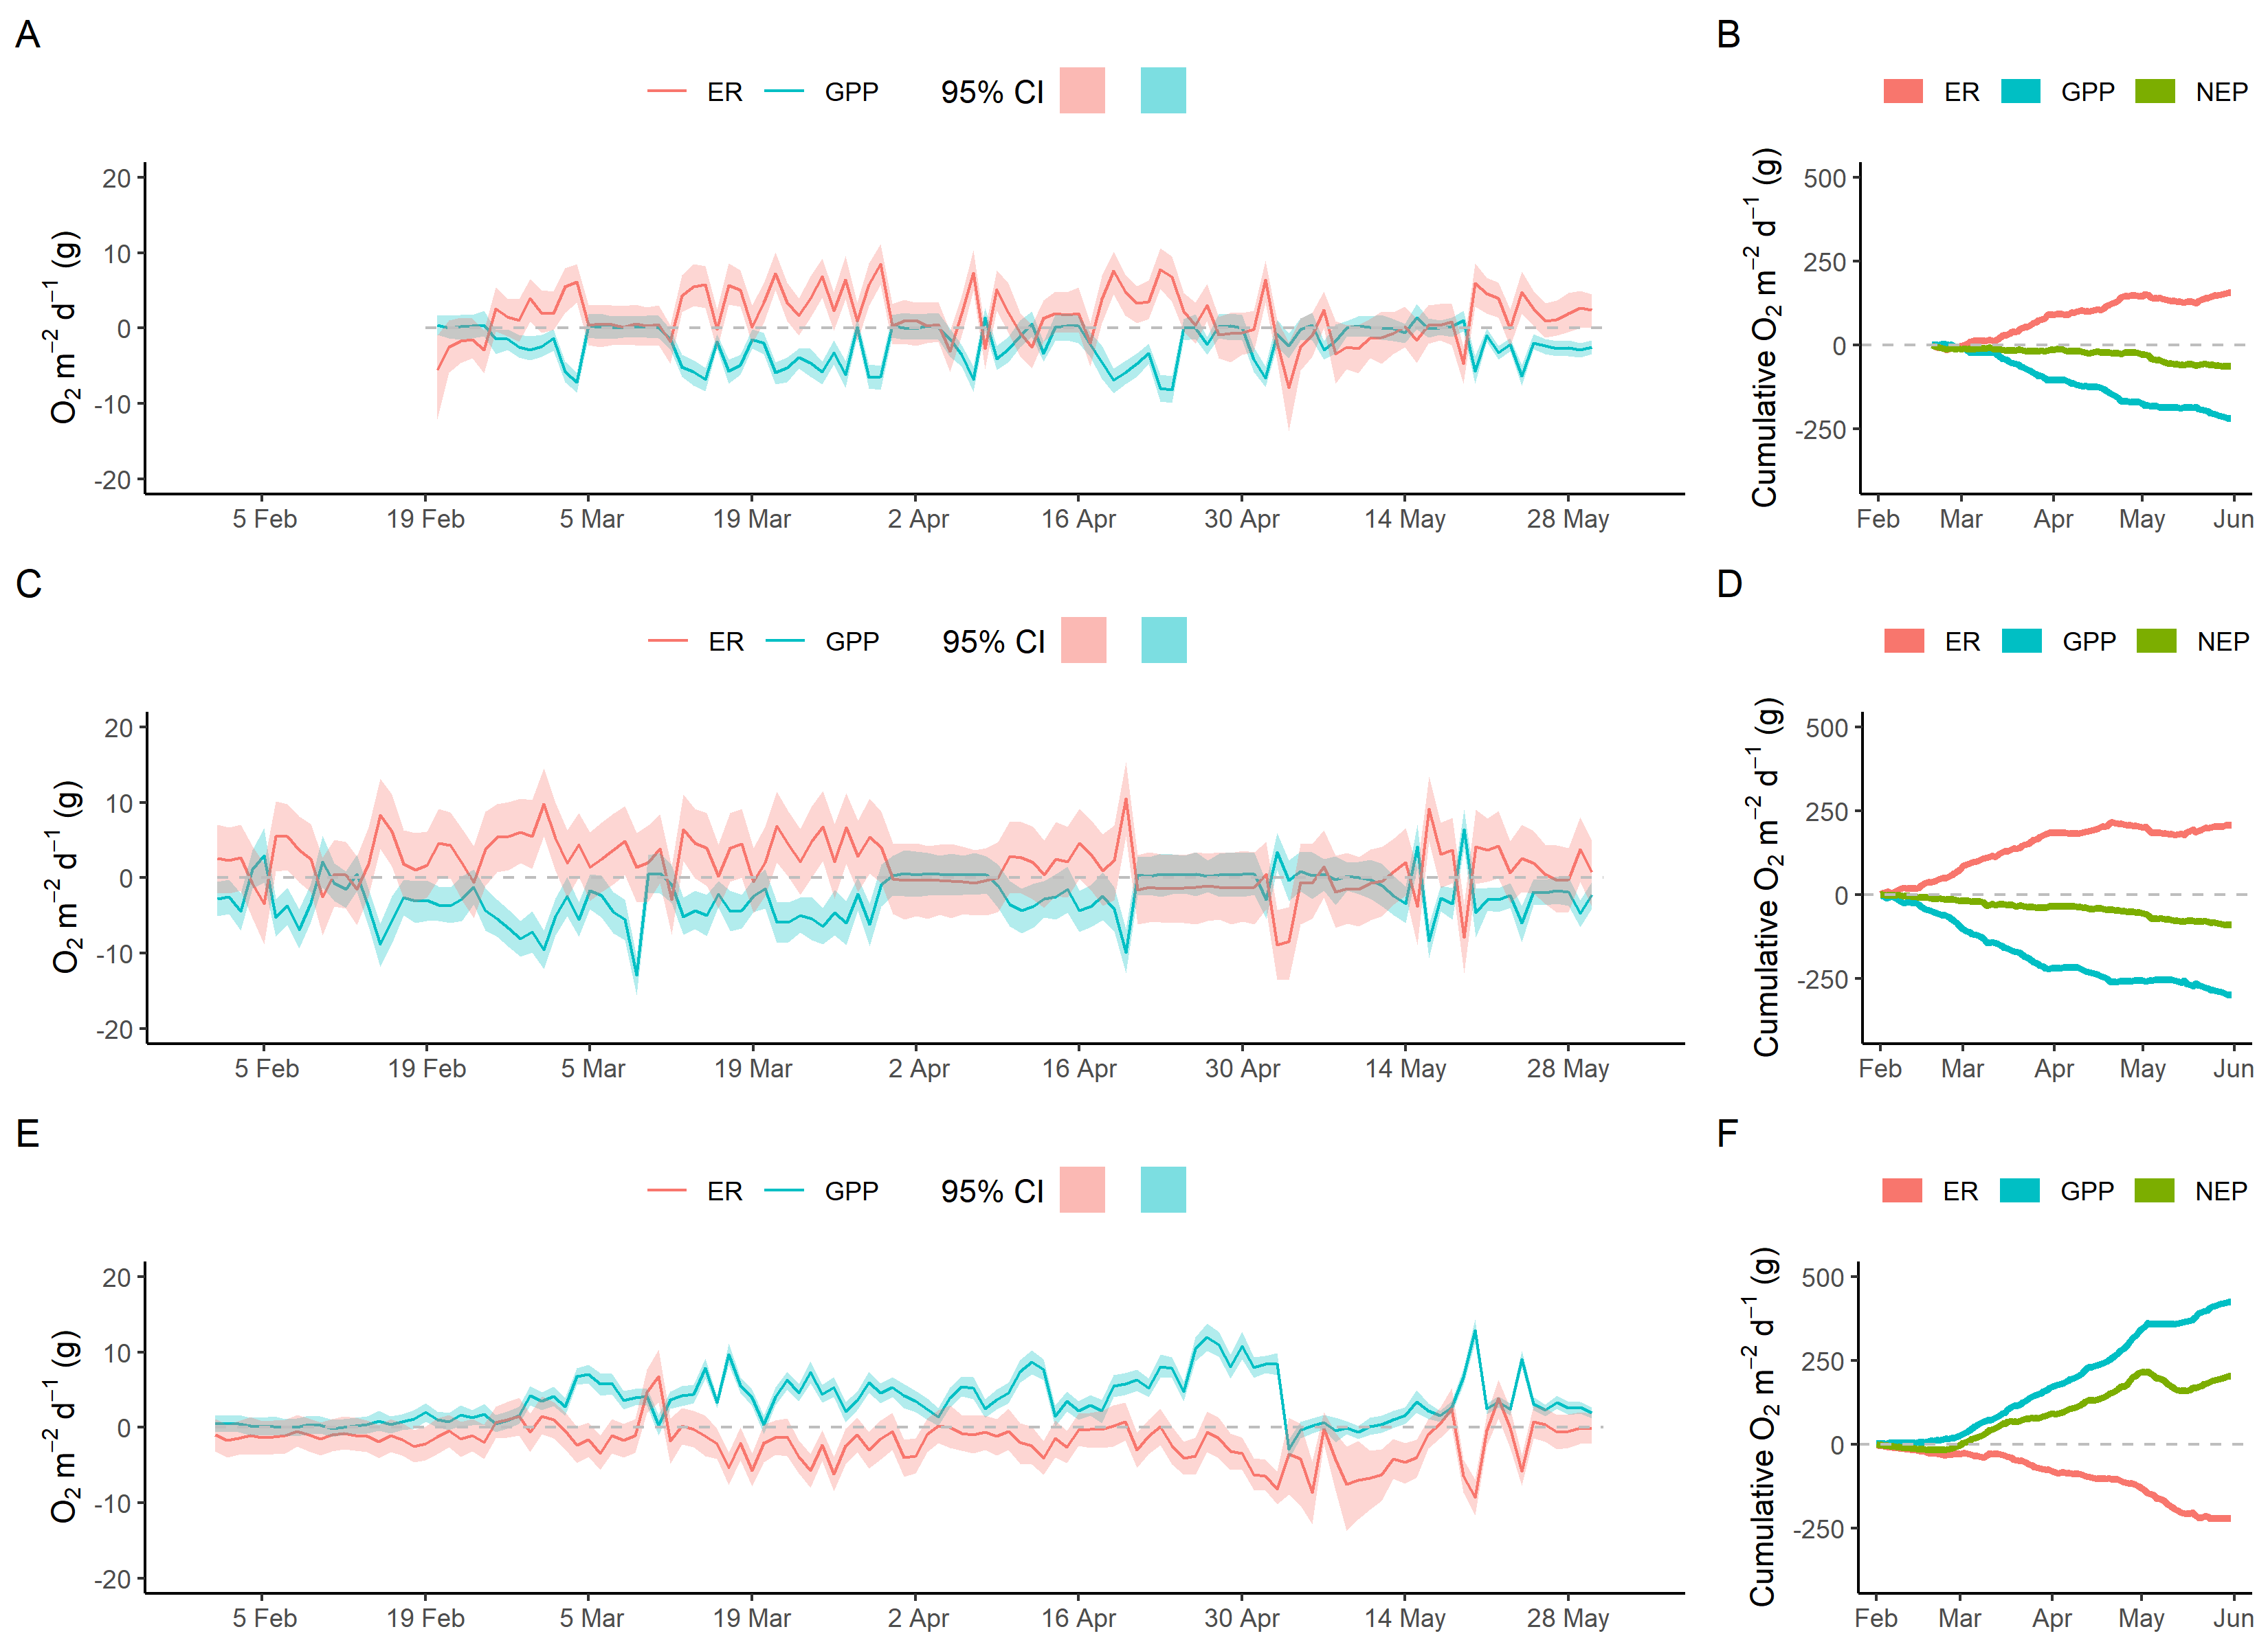 A
B
ER GPP 95% CI
ER GPP NEP
O₂ m⁻² d⁻¹ (g)
20
10
0
-10
-20
5 Feb 19 Feb 5 Mar 19 Mar 2 Apr 16 Apr 30 Apr 14 May 28 May
Cumulative O₂ m⁻² d⁻¹ (g)
500
250
0
-250
Feb Mar Apr May Jun
C
D
ER GPP 95% CI
ER GPP NEP
O₂ m⁻² d⁻¹ (g)
20
10
0
-10
-20
5 Feb 19 Feb 5 Mar 19 Mar 2 Apr 16 Apr 30 Apr 14 May 28 May
Cumulative O₂ m⁻² d⁻¹ (g)
500
250
0
-250
Feb Mar Apr May Jun
E
F
ER GPP 95% CI
ER GPP NEP
O₂ m⁻² d⁻¹ (g)
20
10
0
-10
-20
5 Feb 19 Feb 5 Mar 19 Mar 2 Apr 16 Apr 30 Apr 14 May 28 May
Cumulative O₂ m⁻² d⁻¹ (g)
500
250
0
-250
Feb Mar Apr May Jun